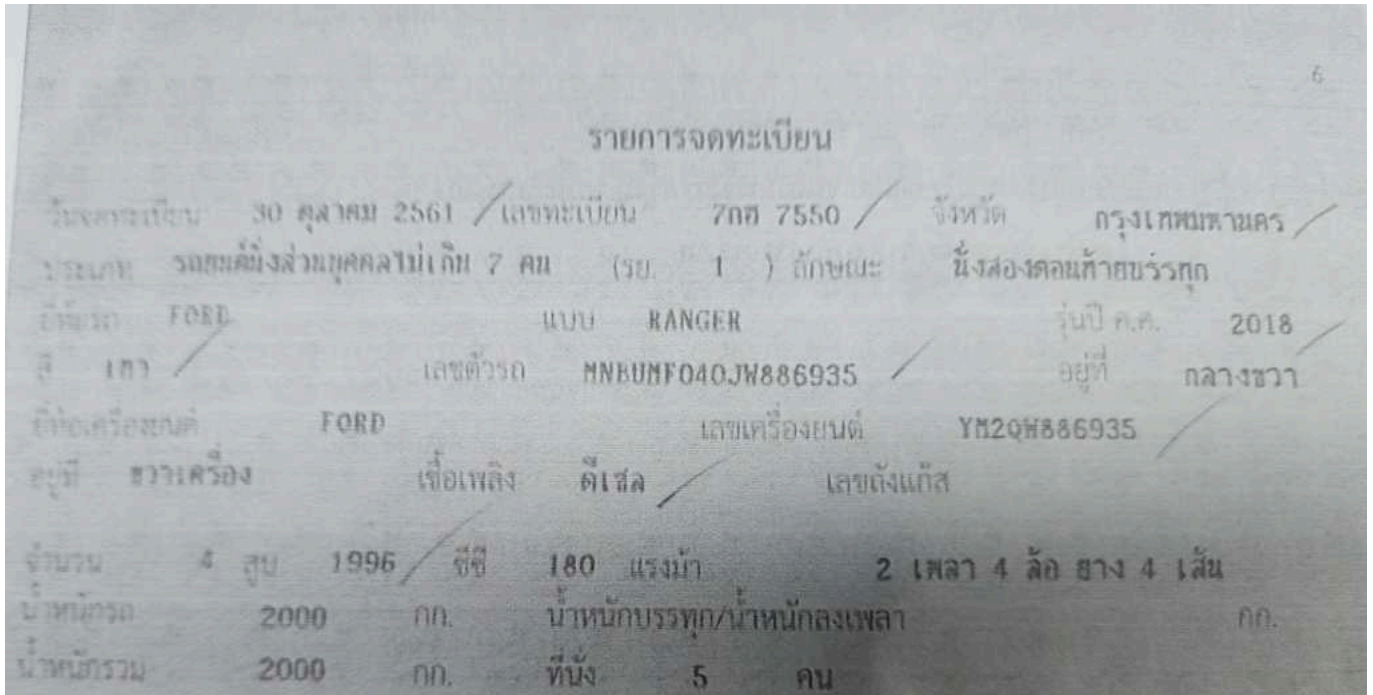 6
รายการจดทะเบียน
วันจดทะเบียน 30 ตุลาคม 2561 เลขทะเบียน 7กฮ 7550 จังหวัด กรุงเทพมหานคร
ประเภท รถยนต์นั่งส่วนบุคคลไม่เกิน 7 คน (รย. 1 ) ลักษณะ นั่งสองตอนท้ายบรรทุก
ยี่ห้อรถ FORD แบบ RANGER รุ่นปี ค.ศ. 2018
สี เทา เลขตัวรถ MNBUMF040JW886935 อยู่ที่ กลางขวา
ยี่ห้อเครื่องยนต์ FORD เลขเครื่องยนต์ YM2QW886935
อยู่ที่ ขวาเครื่อง เชื้อเพลิง ดีเซล เลขถังแก๊ส
จำนวน 4 สูบ 1996 ซีซี 180 แรงม้า 2 เพลา 4 ล้อ ยาง 4 เส้น
น้ำหนักรถ 2000 กก. น้ำหนักบรรทุก/น้ำหนักลงเพลา กก.
น้ำหนักรวม 2000 กก. ที่นั่ง 5 คน